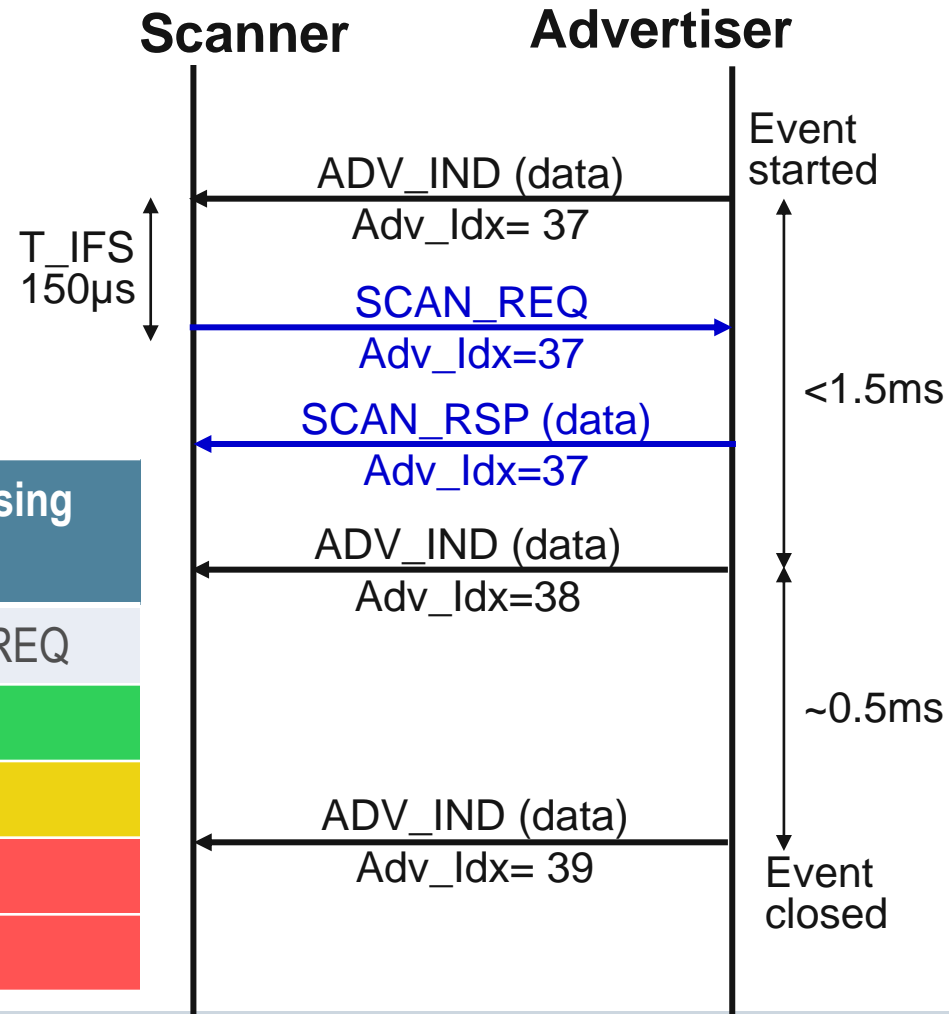 Scanner
Advertiser
Event
started
ADV_IND (data)
Adv_Idx= 37
T_IFS
150µs
SCAN_REQ
Adv_Idx=37
<1.5ms
SCAN_RSP (data)
Adv_Idx=37
sing
ADV_IND (data)
Adv_Idx=38
REQ
~0.5ms
ADV_IND (data)
Adv_Idx= 39
Event
closed